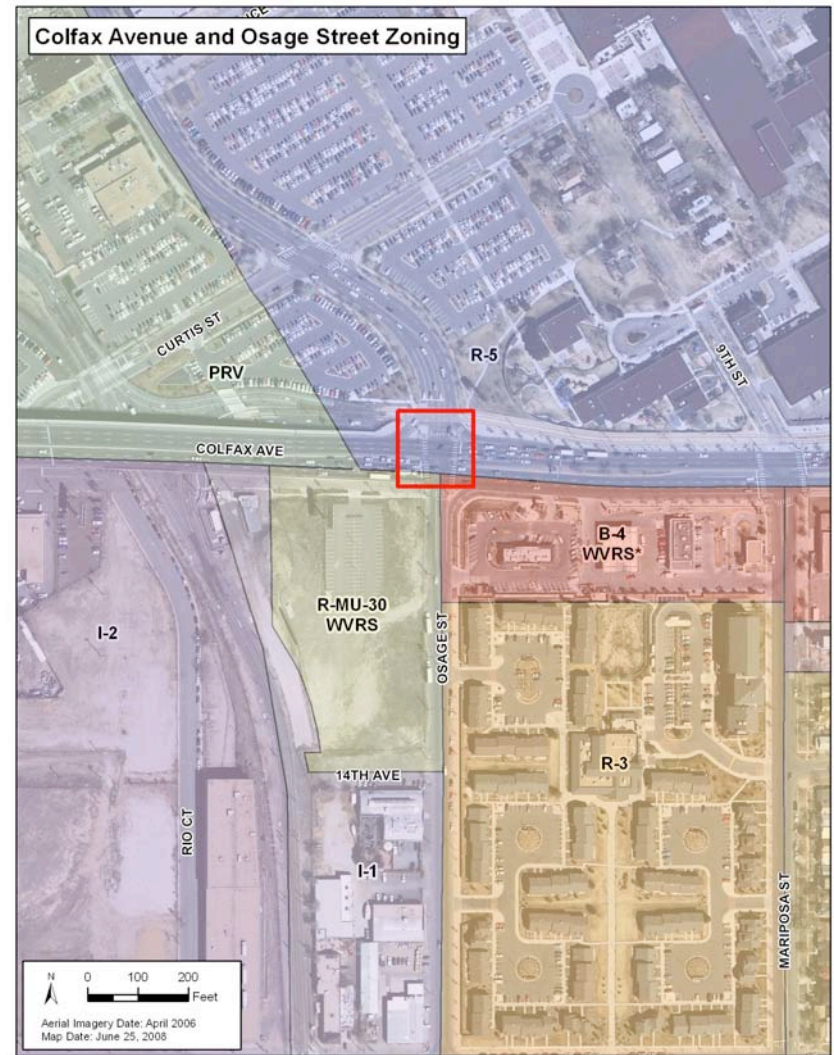 Colfax Avenue and Osage Street Zoning
CURTIS ST
PRV
R-5
9TH ST
COLFAX AVE
B-4
WVRS*
R-MU-30
WVRS
I-2
OSAGE ST
R-3
14TH AVE
RIO CT
I-1
MARIPOSA ST
N
0 100 200
Feet
Aerial Imagery Date: April 2006
Map Date: June 25, 2008